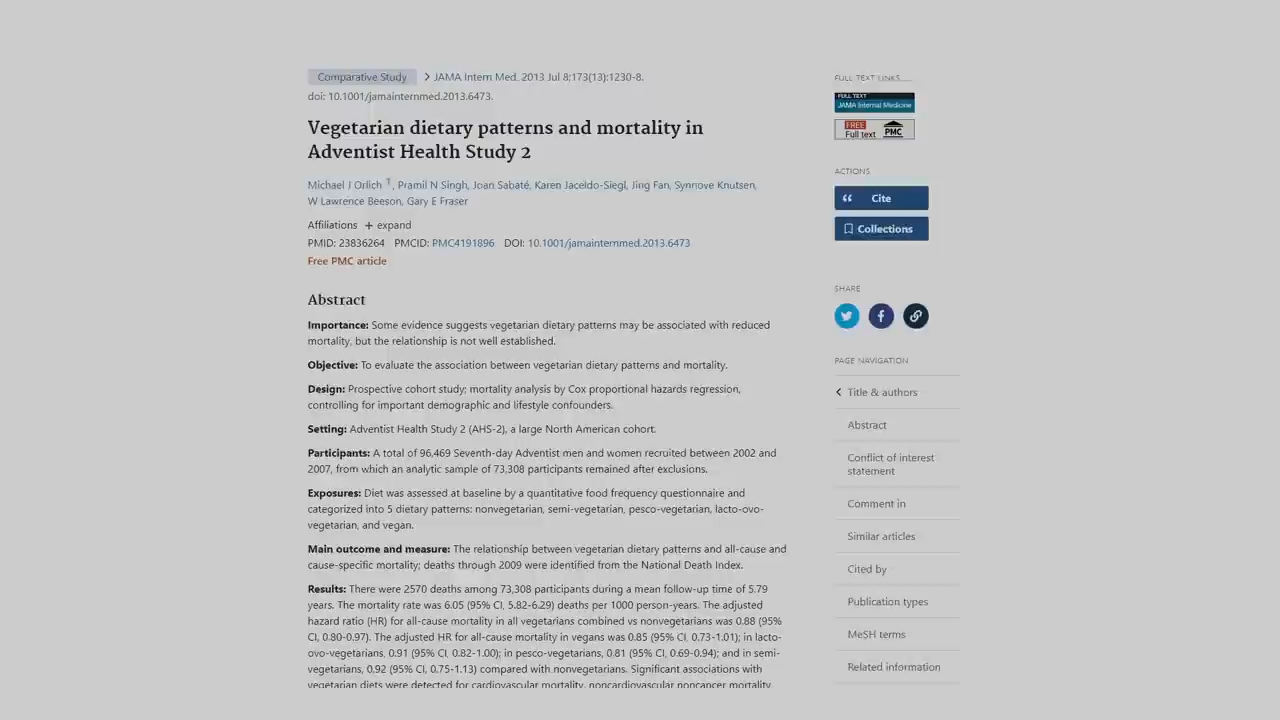 Comparative Study > JAMA Intern Med. 2013 Jul 8;173(13):1230-8.
doi: 10.1001/jamainternmed.2013.6473.
Vegetarian dietary patterns and mortality in
Adventist Health Study 2
Michael J Orlich 1, Pramil N Singh, Joan Sabaté, Karen Jaceldo-Siegl, Jing Fan, Synnove Knutsen,
W Lawrence Beeson, Gary E Fraser
Affiliations + expand
PMID: 23836264 PMCID: PMC4191896 DOI: 10.1001/jamainternmed.2013.6473
Free PMC article
Abstract
Importance: Some evidence suggests vegetarian dietary patterns may be associated with reduced
mortality, but the relationship is not well established.
Objective: To evaluate the association between vegetarian dietary patterns and mortality.
Design: Prospective cohort study; mortality analysis by Cox proportional hazards regression,
controlling for important demographic and lifestyle confounders.
Setting: Adventist Health Study 2 (AHS-2), a large North American cohort.
Participants: A total of 96,469 Seventh-day Adventist men and women recruited between 2002 and
2007, from which an analytic sample of 73,308 participants remained after exclusions.
Exposures: Diet was assessed at baseline by a quantitative food frequency questionnaire and
categorized into 5 dietary patterns: nonvegetarian, semi-vegetarian, pesco-vegetarian, lacto-ovo-
vegetarian, and vegan.
Main outcome and measure: The relationship between vegetarian dietary patterns and all-cause and
cause-specific mortality; deaths through 2009 were identified from the National Death Index.
Results: There were 2570 deaths among 73,308 participants during a mean follow-up time of 5.79
years. The mortality rate was 6.05 (95% CI, 5.82-6.29) deaths per 1000 person-years. The adjusted
hazard ratio (HR) for all-cause mortality in all vegetarians combined vs nonvegetarians was 0.88 (95%
CI, 0.80-0.97). The adjusted HR for all-cause mortality in vegans was 0.85 (95% CI, 0.73-1.01); in lacto-
ovo-vegetarians, 0.91 (95% CI, 0.82-1.00); in pesco-vegetarians, 0.81 (95% CI, 0.69-0.94); and in semi-
vegetarians, 0.92 (95% CI, 0.75-1.13) compared with nonvegetarians. Significant associations with
vegetarian diets were detected for cardiovascular mortality, noncardiovascular noncancer mortality,
FULL TEXT LINKS
FULL TEXT
JAMA Internal Medicine
FREE
Full text PMC
ACTIONS
Cite
Collections
SHARE
PAGE NAVIGATION
< Title & authors
Abstract
Conflict of interest
statement
Comment in
Similar articles
Cited by
Publication types
MeSH terms
Related information